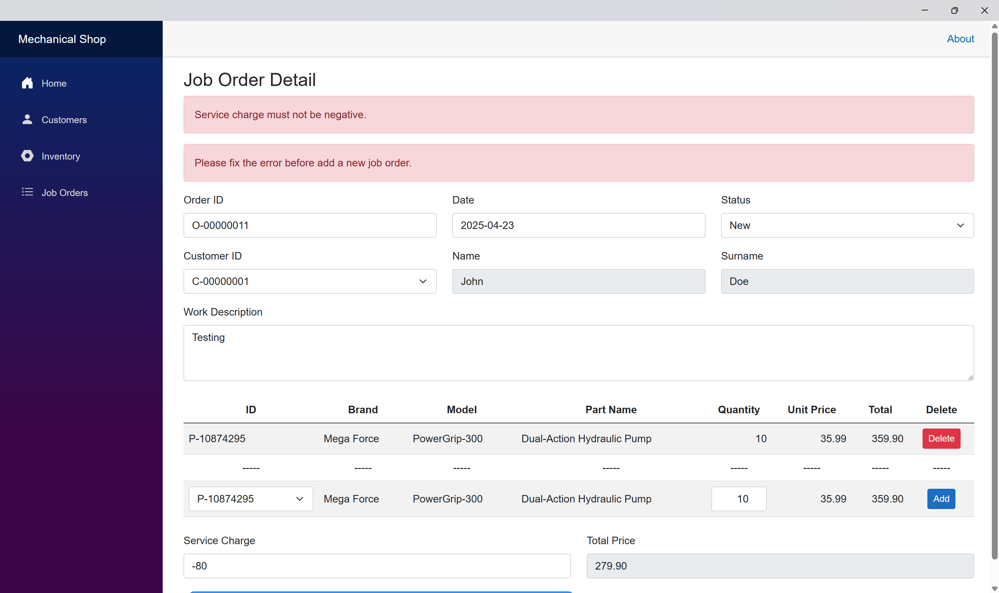 Mechanical Shop
About
Home
Customers
Inventory
Job Orders
Job Order Detail
Service charge must not be negative.
Please fix the error before add a new job order.
Order ID Date Status
O-00000011 2025-04-23 New
Customer ID Name Surname
C-00000001 John Doe
Work Description
Testing
ID Brand Model Part Name Quantity Unit Price Total Delete
P-10874295 Mega Force PowerGrip-300 Dual-Action Hydraulic Pump 10 35.99 359.90 Delete
----- ----- ----- ----- ----- ----- ----- -----
P-10874295 Mega Force PowerGrip-300 Dual-Action Hydraulic Pump 10 35.99 359.90 Add
Service Charge Total Price
-80 279.90